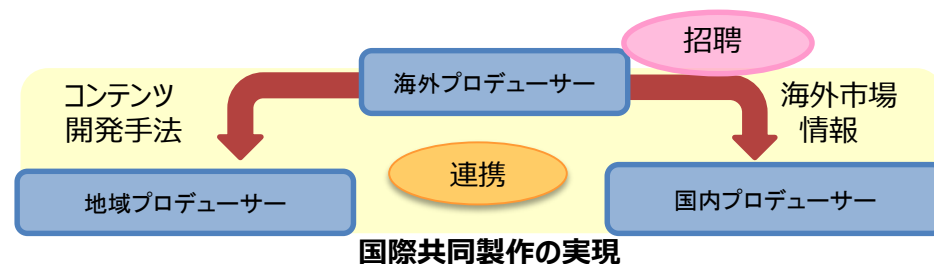 招聘
海外プロデューサー
コンテンツ
開発手法
海外市場
情報
連携
地域プロデューサー
国内プロデューサー
国際共同製作の実現